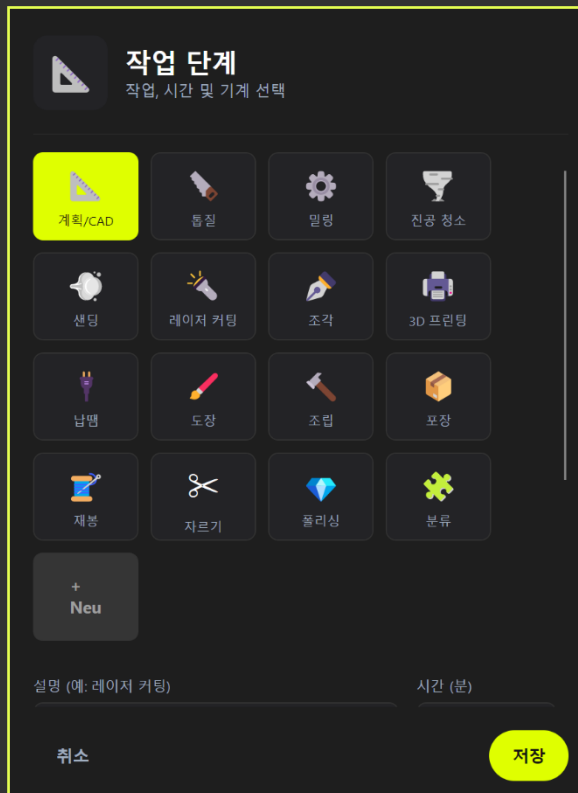 작업 단계
작업, 시간 및 기계 선택
계획/CAD
톱질
밀링
진공 청소
샌딩
레이저 커팅
조각
3D 프린팅
납땜
도장
조립
포장
재봉
자르기
폴리싱
분류
+
Neu
설명 (예: 레이저 커팅)
시간 (분)
취소
저장